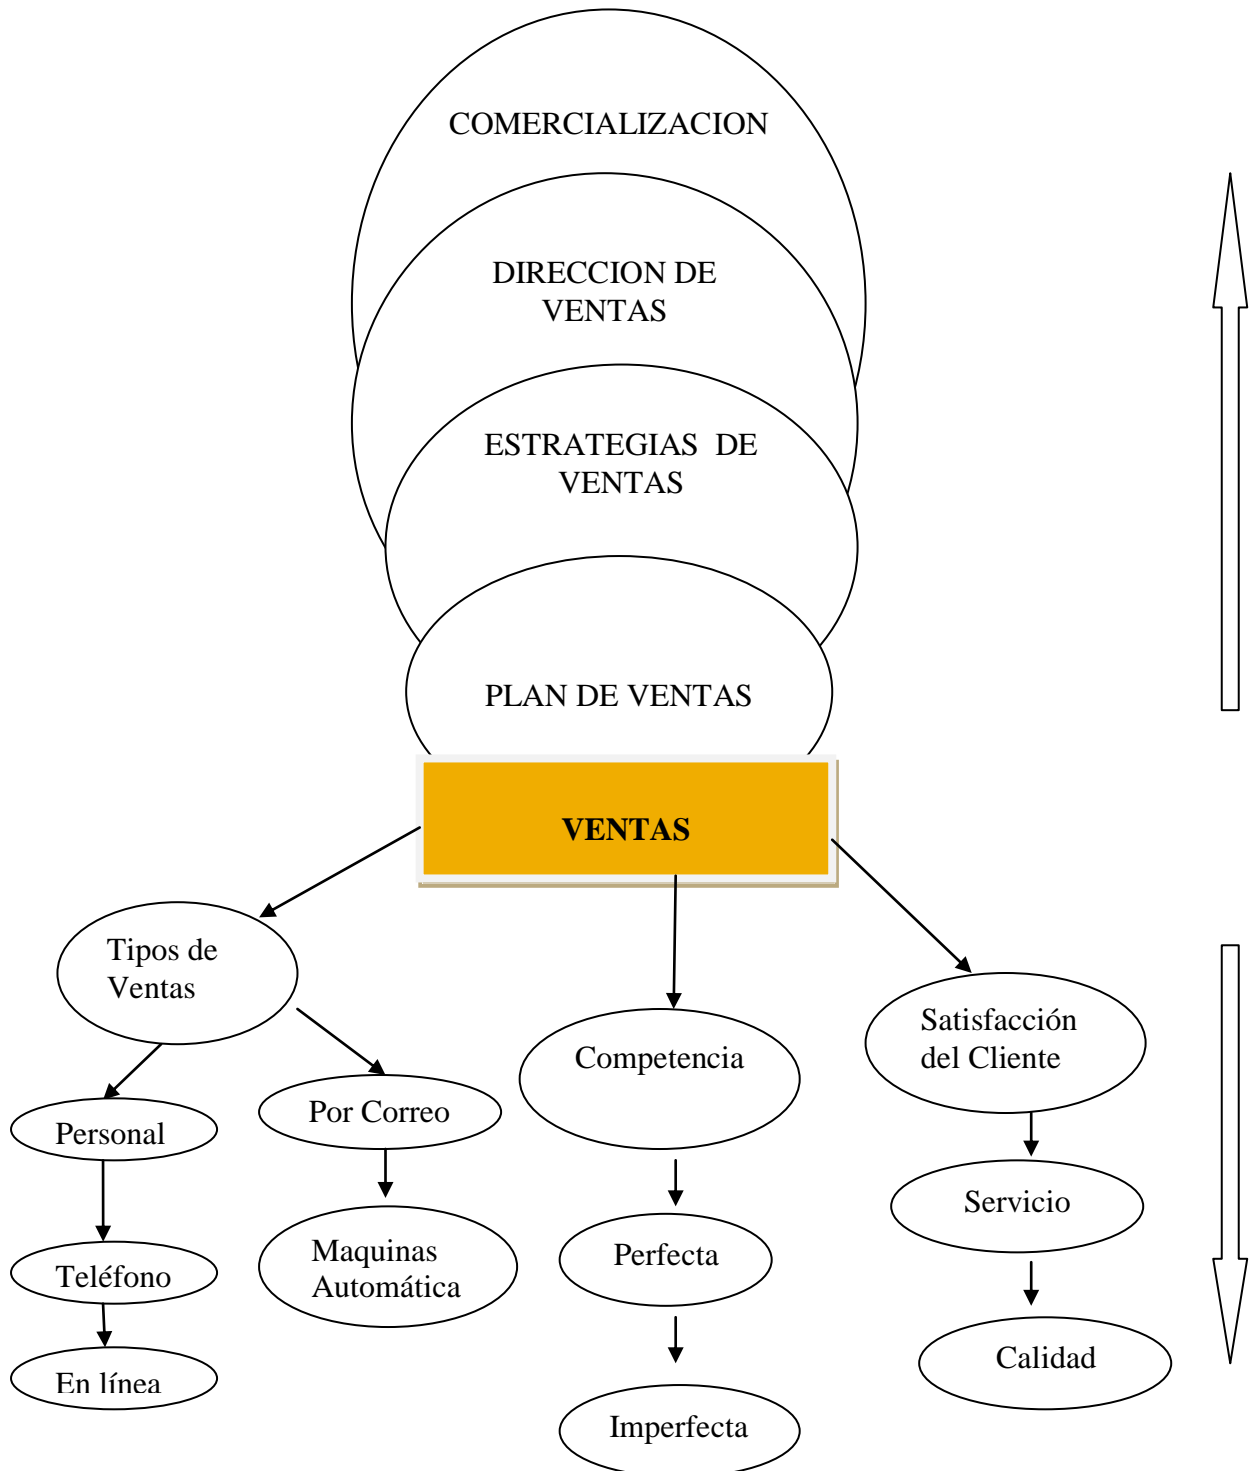 COMERCIALIZACION
DIRECCION DE
VENTAS
ESTRATEGIAS DE
VENTAS
PLAN DE VENTAS
VENTAS
Tipos de
Ventas
Personal
Teléfono
En línea
Por Correo
Maquinas
Automática
Competencia
Perfecta
Imperfecta
Satisfacción
del Cliente
Servicio
Calidad